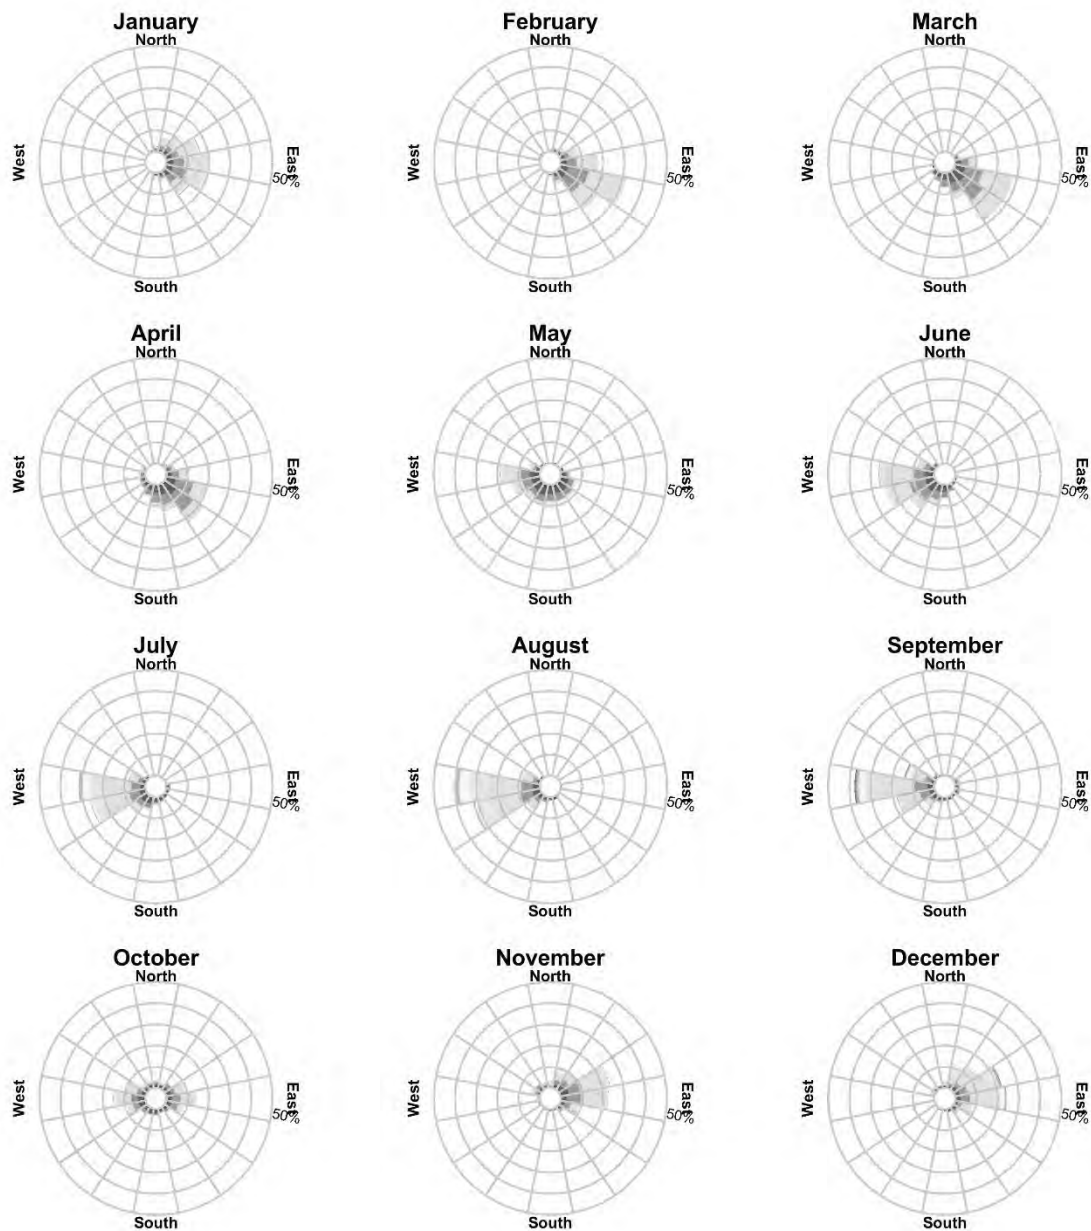 January
North
West
East
50%
South
February
North
West
East
50%
South
March
North
West
East
50%
South
April
North
West
East
50%
South
May
North
West
East
50%
South
June
North
West
East
50%
South
July
North
West
East
50%
South
August
North
West
East
50%
South
September
North
West
East
50%
South
October
North
West
East
50%
South
November
North
West
East
50%
South
December
North
West
East
50%
South